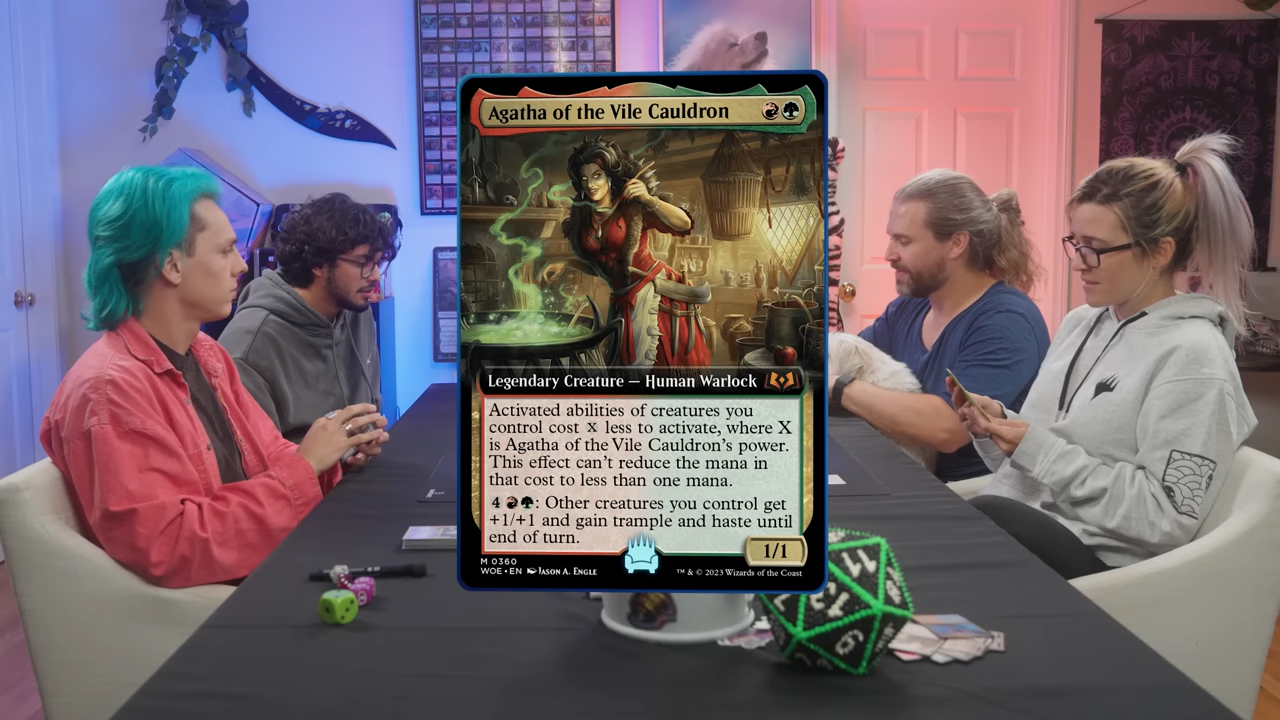 Agatha of the Vile Cauldron
Legendary Creature — Human Warlock
Activated abilities of creatures you
control cost X less to activate, where X
is Agatha of the Vile Cauldron's power.
This effect can't reduce the mana in
that cost to less than one mana.
4: Other creatures you control get
+1/+1 and gain trample and haste until
end of turn.
1/1
M 0360
WOE • EN Jason A. Engle
™ & © 2023 Wizards of the Coast
11
9